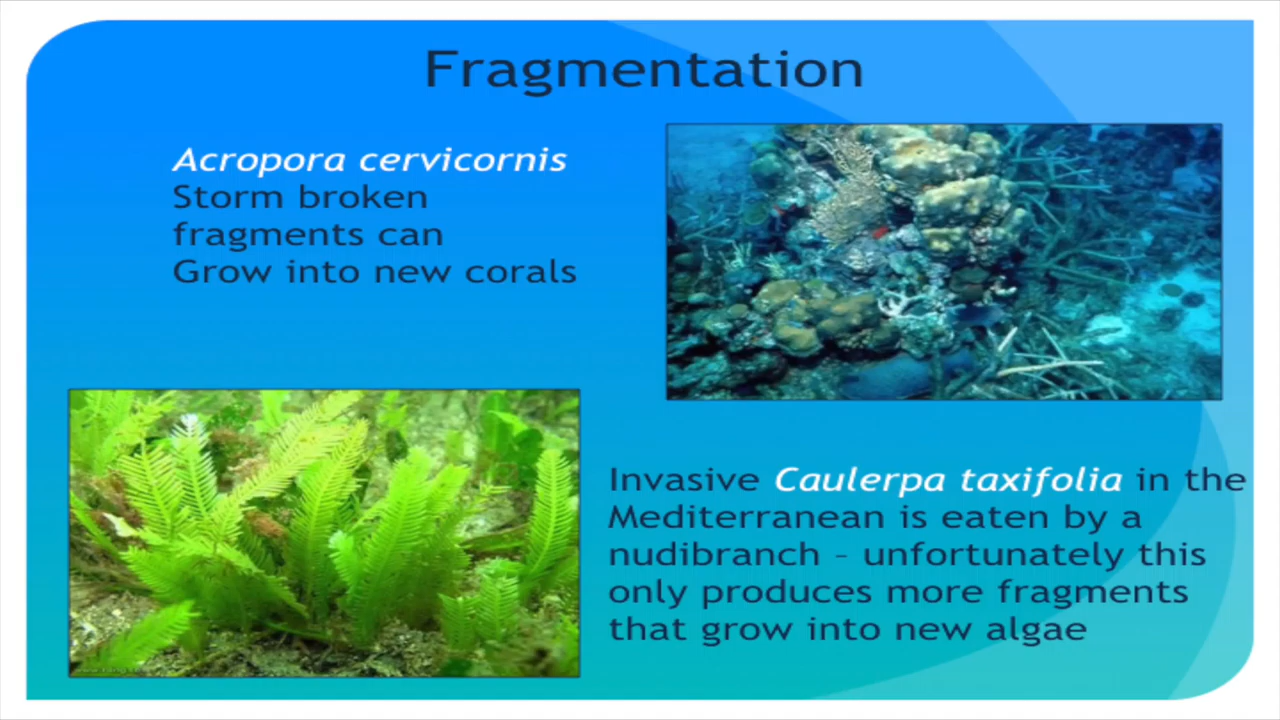 Fragmentation
Acropora cervicornis
Storm broken
fragments can
Grow into new corals
Invasive Caulerpa taxifolia in the
Mediterranean is eaten by a
nudibranch – unfortunately this
only produces more fragments
that grow into new algae